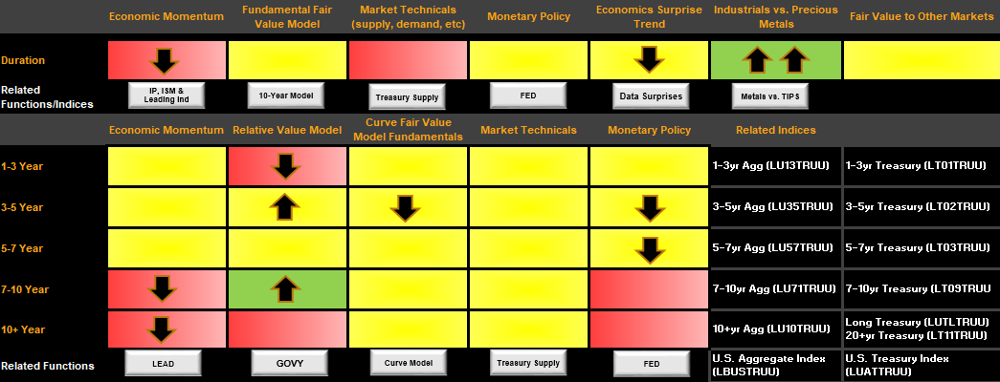 Economic Momentum
Fundamental Fair
Value Model
Market Technicals
(supply, demand, etc)
Monetary Policy
Economics Surprise
Trend
Industrials vs. Precious
Metals
Fair Value to Other Markets
Duration
Related
Functions/Indices
IP, ISM &
Leading Ind
10-Year Model
Treasury Supply
FED
Data Surprises
Metals vs. TIPS
Economic Momentum
Relative Value Model
Curve Fair Value
Model Fundamentals
Market Technicals
Monetary Policy
Related Indices
1-3 Year
1-3yr Agg (LU13TRUU)
1-3yr Treasury (LT01TRUU)
3-5 Year
3-5yr Agg (LU35TRUU)
3-5yr Treasury (LT02TRUU)
5-7 Year
5-7yr Agg (LU57TRUU)
5-7yr Treasury (LT03TRUU)
7-10 Year
7-10yr Agg (LU71TRUU)
7-10yr Treasury (LT09TRUU
10+ Year
10+yr Agg (LU10TRUU)
Long Treasury (LUTLTRUU)
20+yr Treasury (LT11TRUU)
Related Functions
LEAD
GOVY
Curve Model
Treasury Supply
FED
U.S. Aggregate Index
(LBUSTRUU)
U.S. Treasury Index
(LUATTRUU)